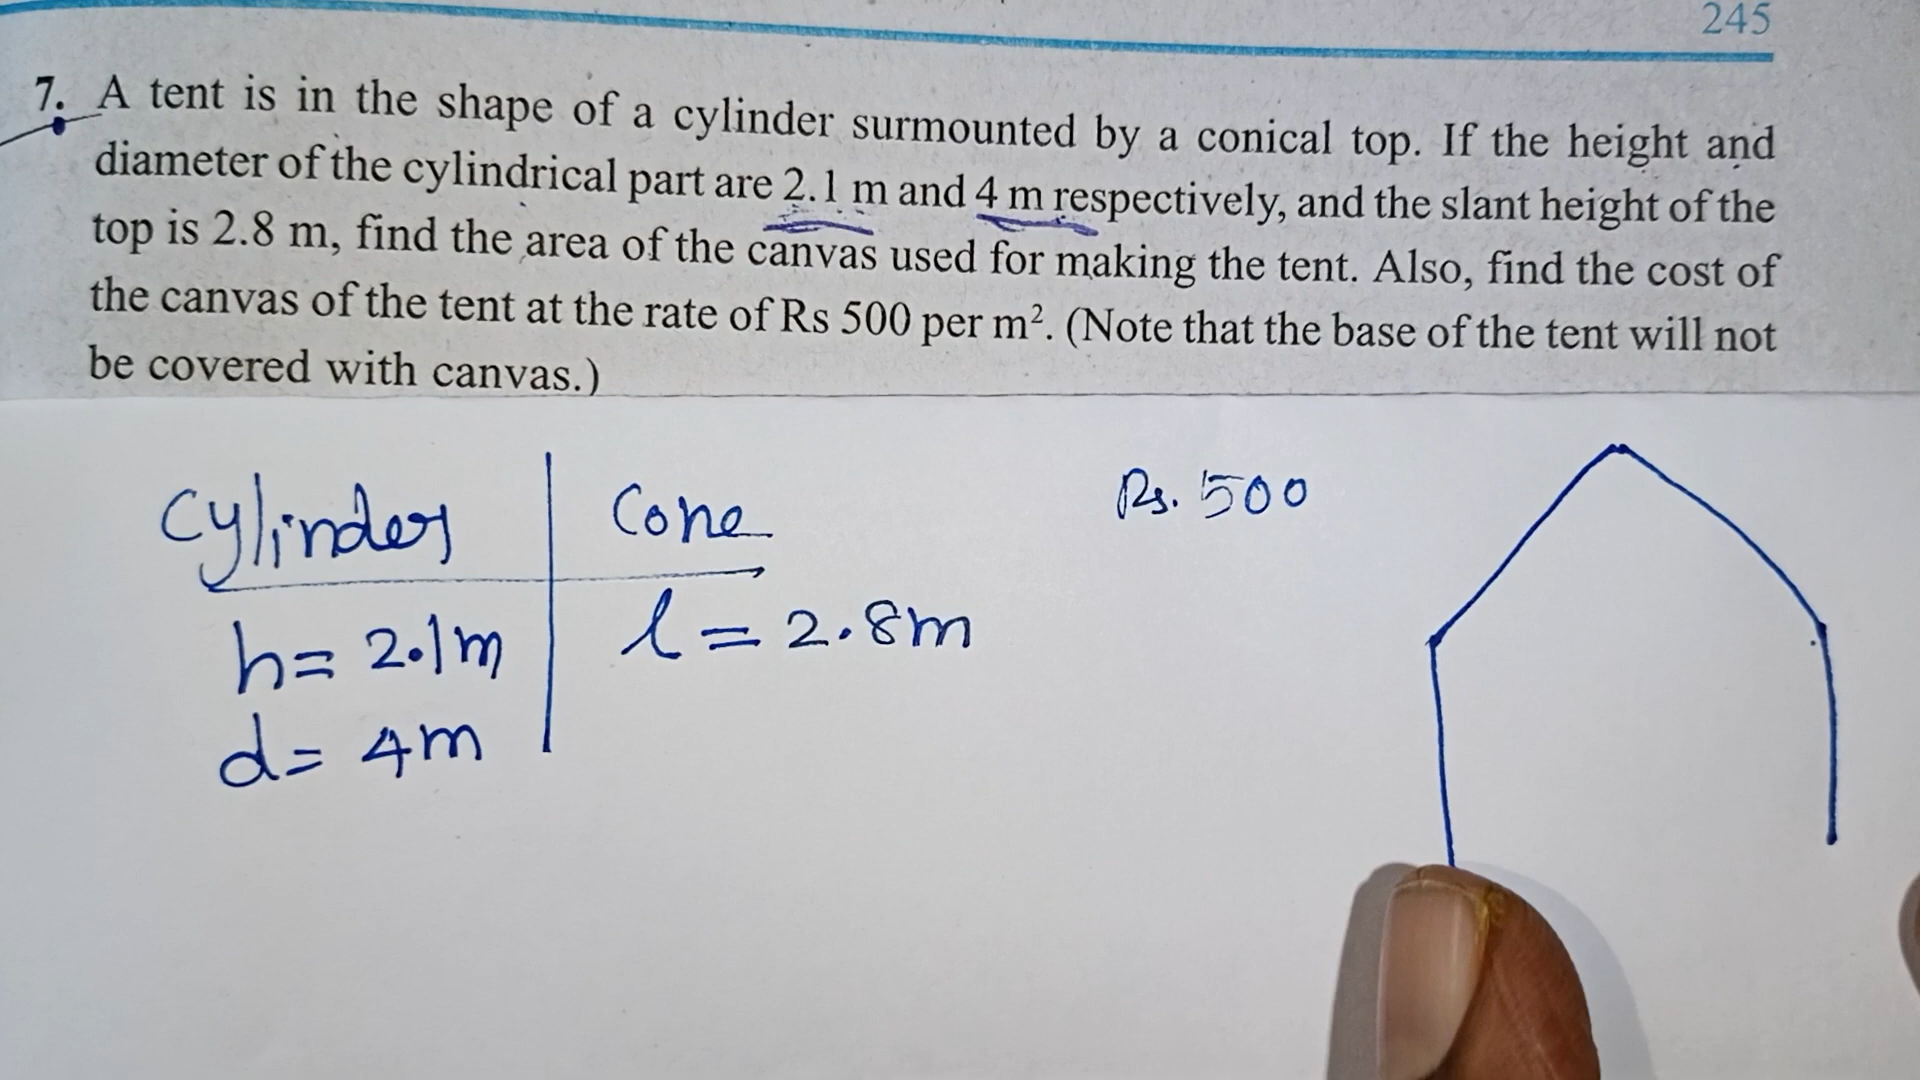 245
7. A tent is in the shape of a cylinder surmounted by a conical top. If the height and
diameter of the cylindrical part are 2.1 m and 4 m respectively, and the slant height of the
top is 2.8 m, find the area of the canvas used for making the tent. Also, find the cost of
the canvas of the tent at the rate of Rs 500 per m². (Note that the base of the tent will not
be covered with canvas.)
Cylinder Cone Rs. 500
h= 2.1m l = 2.8m
d= 4m